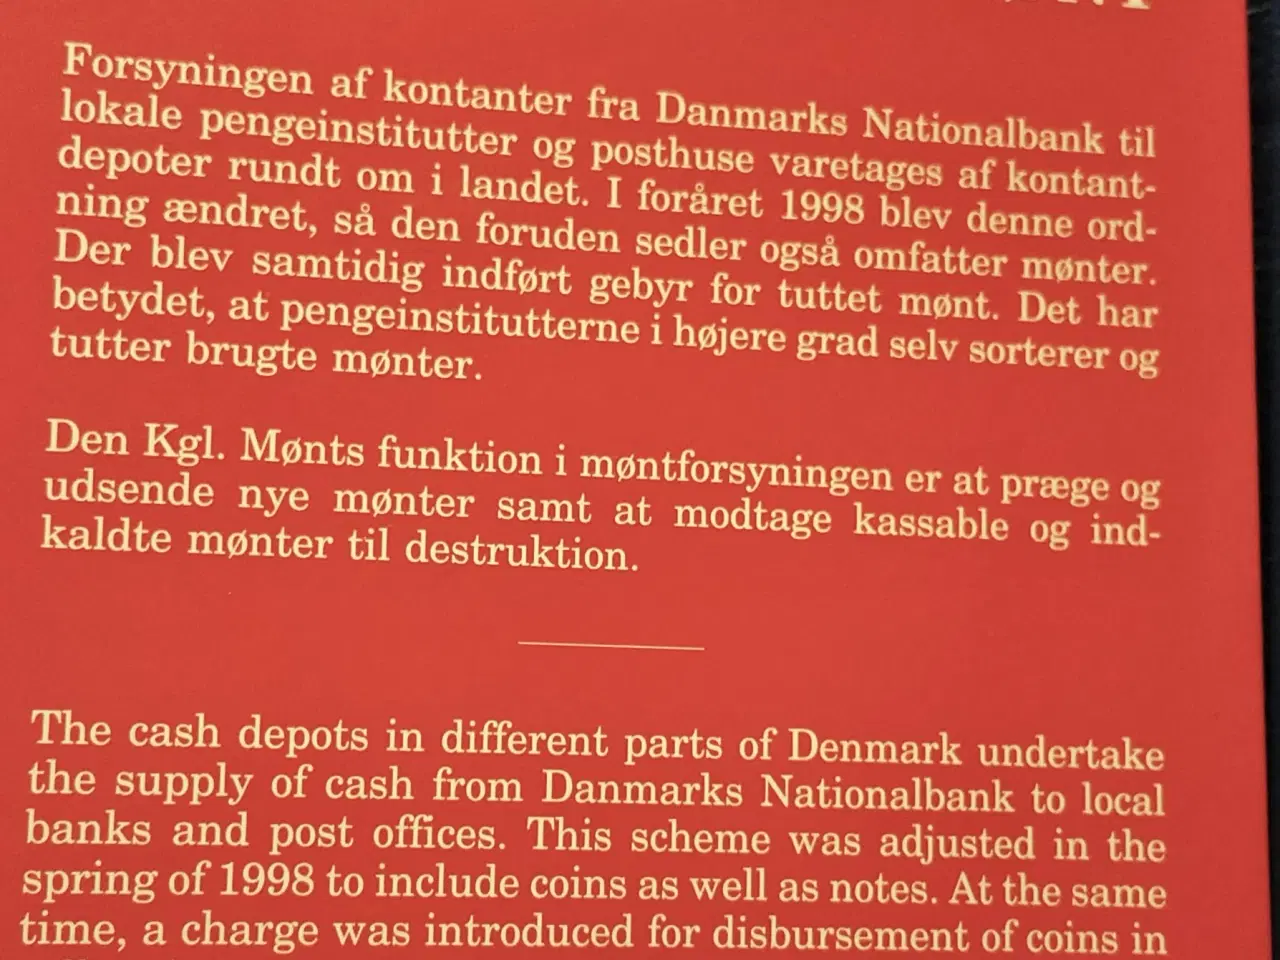 Forsyningen af kontanter fra Danmarks Nationalbank til
lokale pengeinstitutter og posthuse varetages af kontant-
depoter rundt om i landet. I foråret 1998 blev denne ord-
ning ændret, så den foruden sedler også omfatter mønter.
Der blev samtidig indført gebyr for tuttet mønt. Det har
betydet, at pengeinstitutterne i højere grad selv sorterer og
tutter brugte mønter.
Den Kgl. Mønts funktion i møntforsyningen er at præge og
udsende nye mønter samt at modtage kassable og ind-
kaldte mønter til destruktion.
The cash depots in different parts of Denmark undertake
the supply of cash from Danmarks Nationalbank to local
banks and post offices. This scheme was adjusted in the
spring of 1998 to include coins as well as notes. At the same
time, a charge was introduced for disbursement of coins in